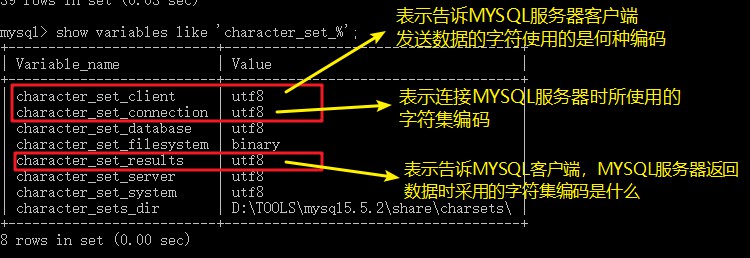 39 rows in set (0.03 sec)
表示告诉MYSQL服务器客户端
发送数据的字符使用的是何种编码
mysql> show variables like 'character_set_%';
| Variable_name | Value
| character_set_client | utf8
| character_set_connection | utf8
表示连接MYSQL服务器时所使用的
字符集编码
| character_set_database | utf8
| character_set_filesystem | binary
| character_set_results | utf8
表示告诉MYSQL客户端，MYSQL服务器返回
数据时采用的字符集编码是什么
| character_set_server | utf8
| character_set_system | utf8
| character_sets_dir | D:\TOOLS\mysql5.5.2\share\charsets\ |
8 rows in set (0.00 sec)